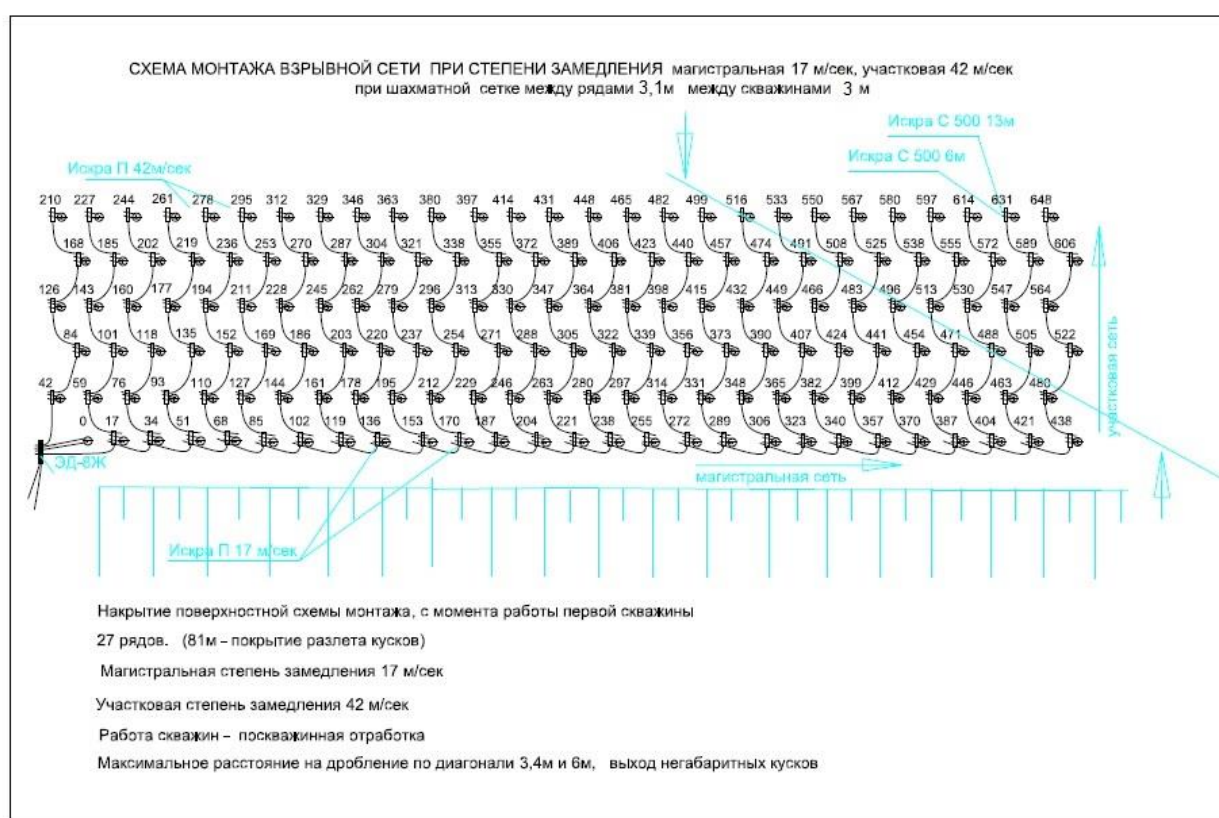 СХЕМА МОНТАЖА ВЗРЫВНОЙ СЕТИ ПРИ СТЕПЕНИ ЗАМЕДЛЕНИЯ магистральная 17 м/сек, участковая 42 м/сек
при шахматной сетке между рядами 3,1м между скважинами 3 м
Искра С 500 13м
Искра П 42м/сек
Искра С 500 6м
210 227 244 261 278 295 312 329 346 363 380 397 414 431 448 465 482 499 516 533 550 567 580 597 614 631 648
168 185 202 219 236 253 270 287 304 321 338 355 372 389 406 423 440 457 474 491 508 525 538 555 572 589 606
126 143 160 177 194 211 228 245 262 279 296 313 330 347 364 381 398 415 432 449 466 483 496 513 530 547 564
84 101 118 135 152 169 186 203 220 237 254 271 288 305 322 339 356 373 390 407 424 441 454 471 488 505 522
42 59 76 93 110 127 144 161 178 195 212 229 246 263 280 297 314 331 348 365 382 399 412 429 446 463 480
0 17 34 51 68 85 102 119 136 153 170 187 204 221 238 255 272 289 306 323 340 357 370 387 404 421 438
участковая сеть
ЭД-8Ж
магистральная сеть
Искра П 17 м/сек
Накрытие поверхностной схемы монтажа, с момента работы первой скважины
27 рядов. (81м – покрытие разлета кусков)
Магистральная степень замедления 17 м/сек
Участковая степень замедления 42 м/сек
Работа скважин – поскважинная отработка
Максимальное расстояние на дробление по диагонали 3,4м и 6м, выход негабаритных кусков